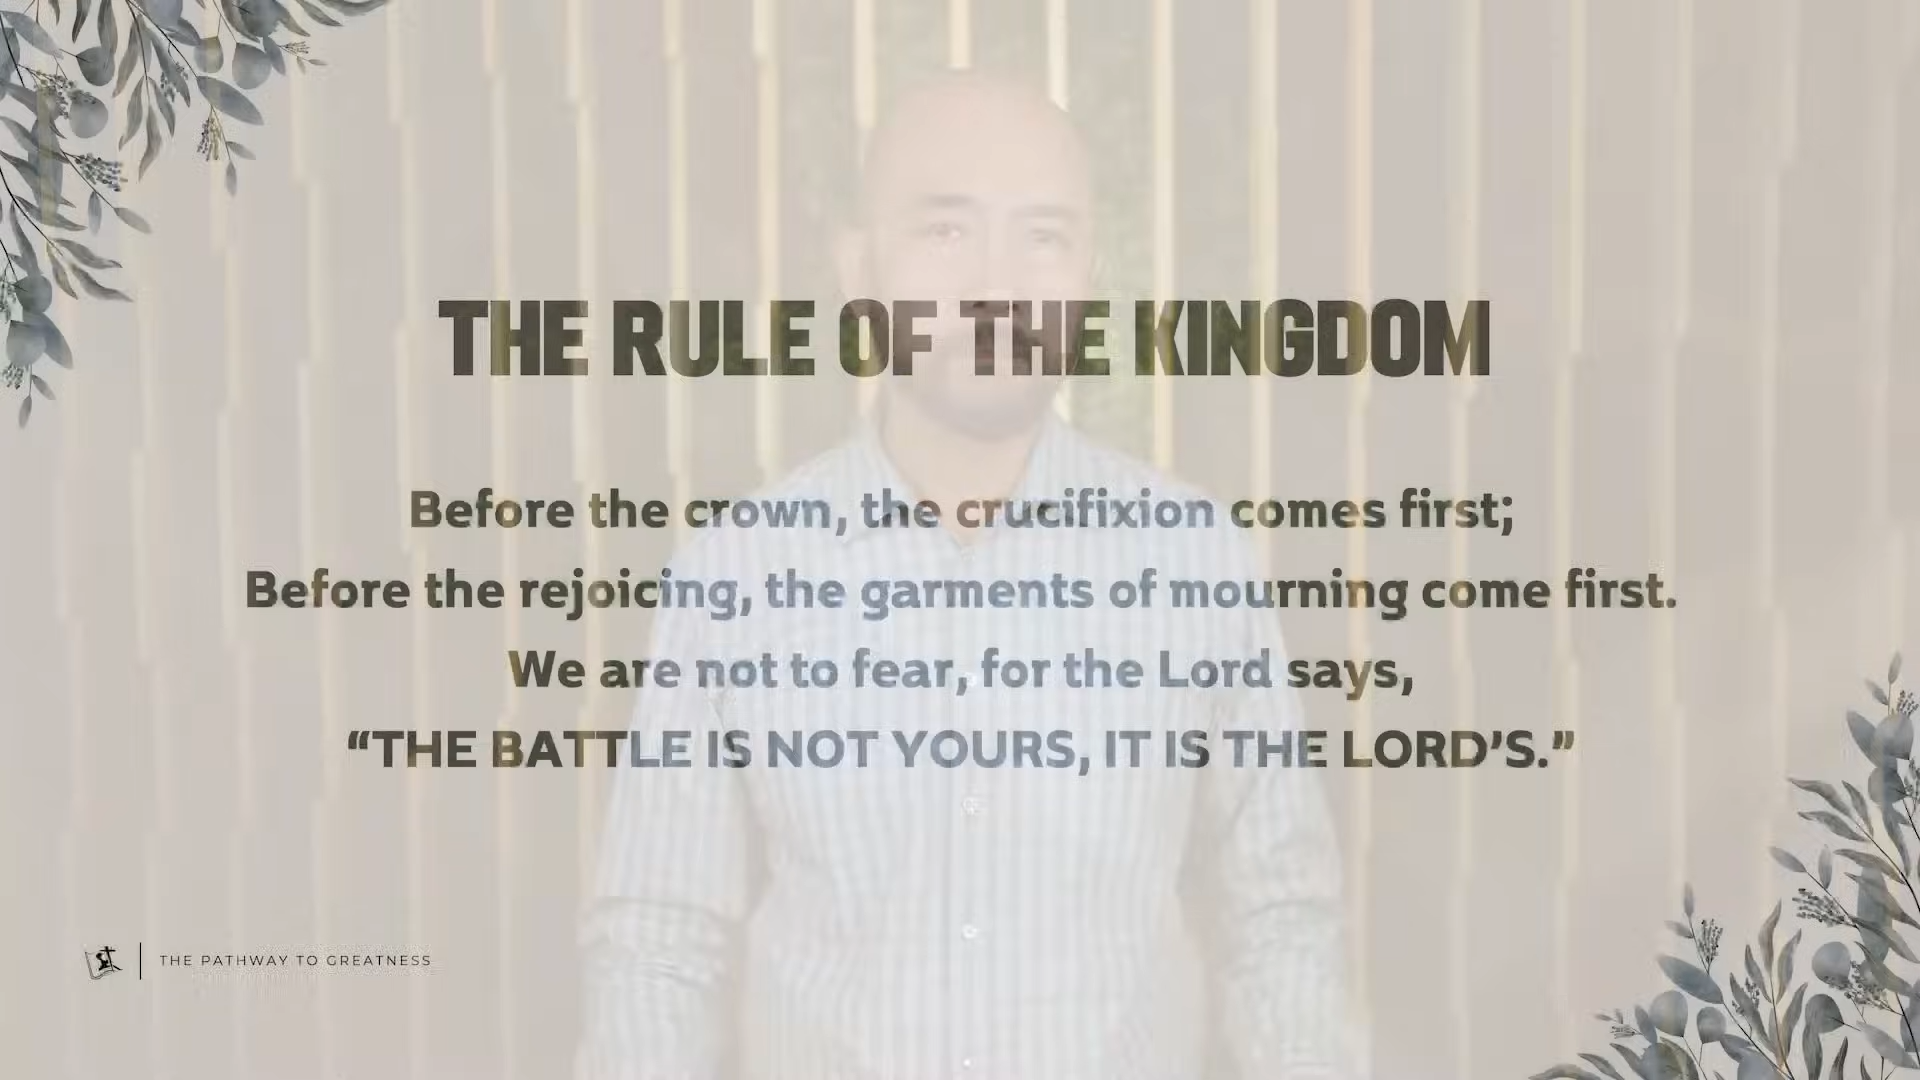 THE RULE OF THE KINGDOM
Before the crown, the crucifixion comes first;
Before the rejoicing, the garments of mourning come first.
We are not to fear, for the Lord says,
“THE BATTLE IS NOT YOURS, IT IS THE LORD’S.”
THE PATHWAY TO GREATNESS